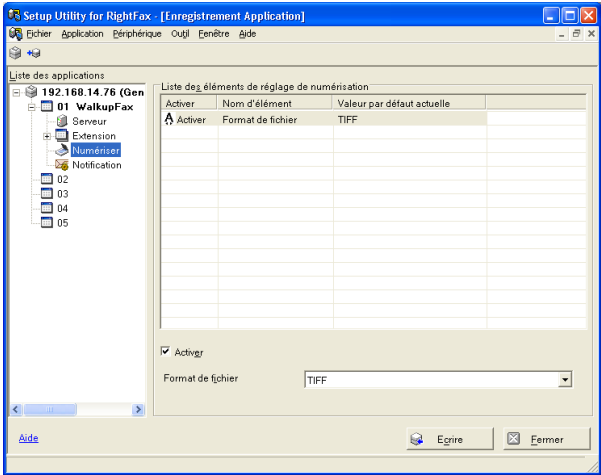 Setup Utility for RightFax - [Enregistrement Application]
Fichier Application Périphérique Outil Fenêtre Aide
Liste des applications
192.168.14.76 (Gen
01 WalkupFax
Serveur
Extension
Numériser
Notification
02
03
04
05
Liste des éléments de réglage de numérisation
Activer Nom d'élément Valeur par défaut actuelle
Activer Format de fichier TIFF
Activer
Format de fichier TIFF
Aide Ecrire Fermer